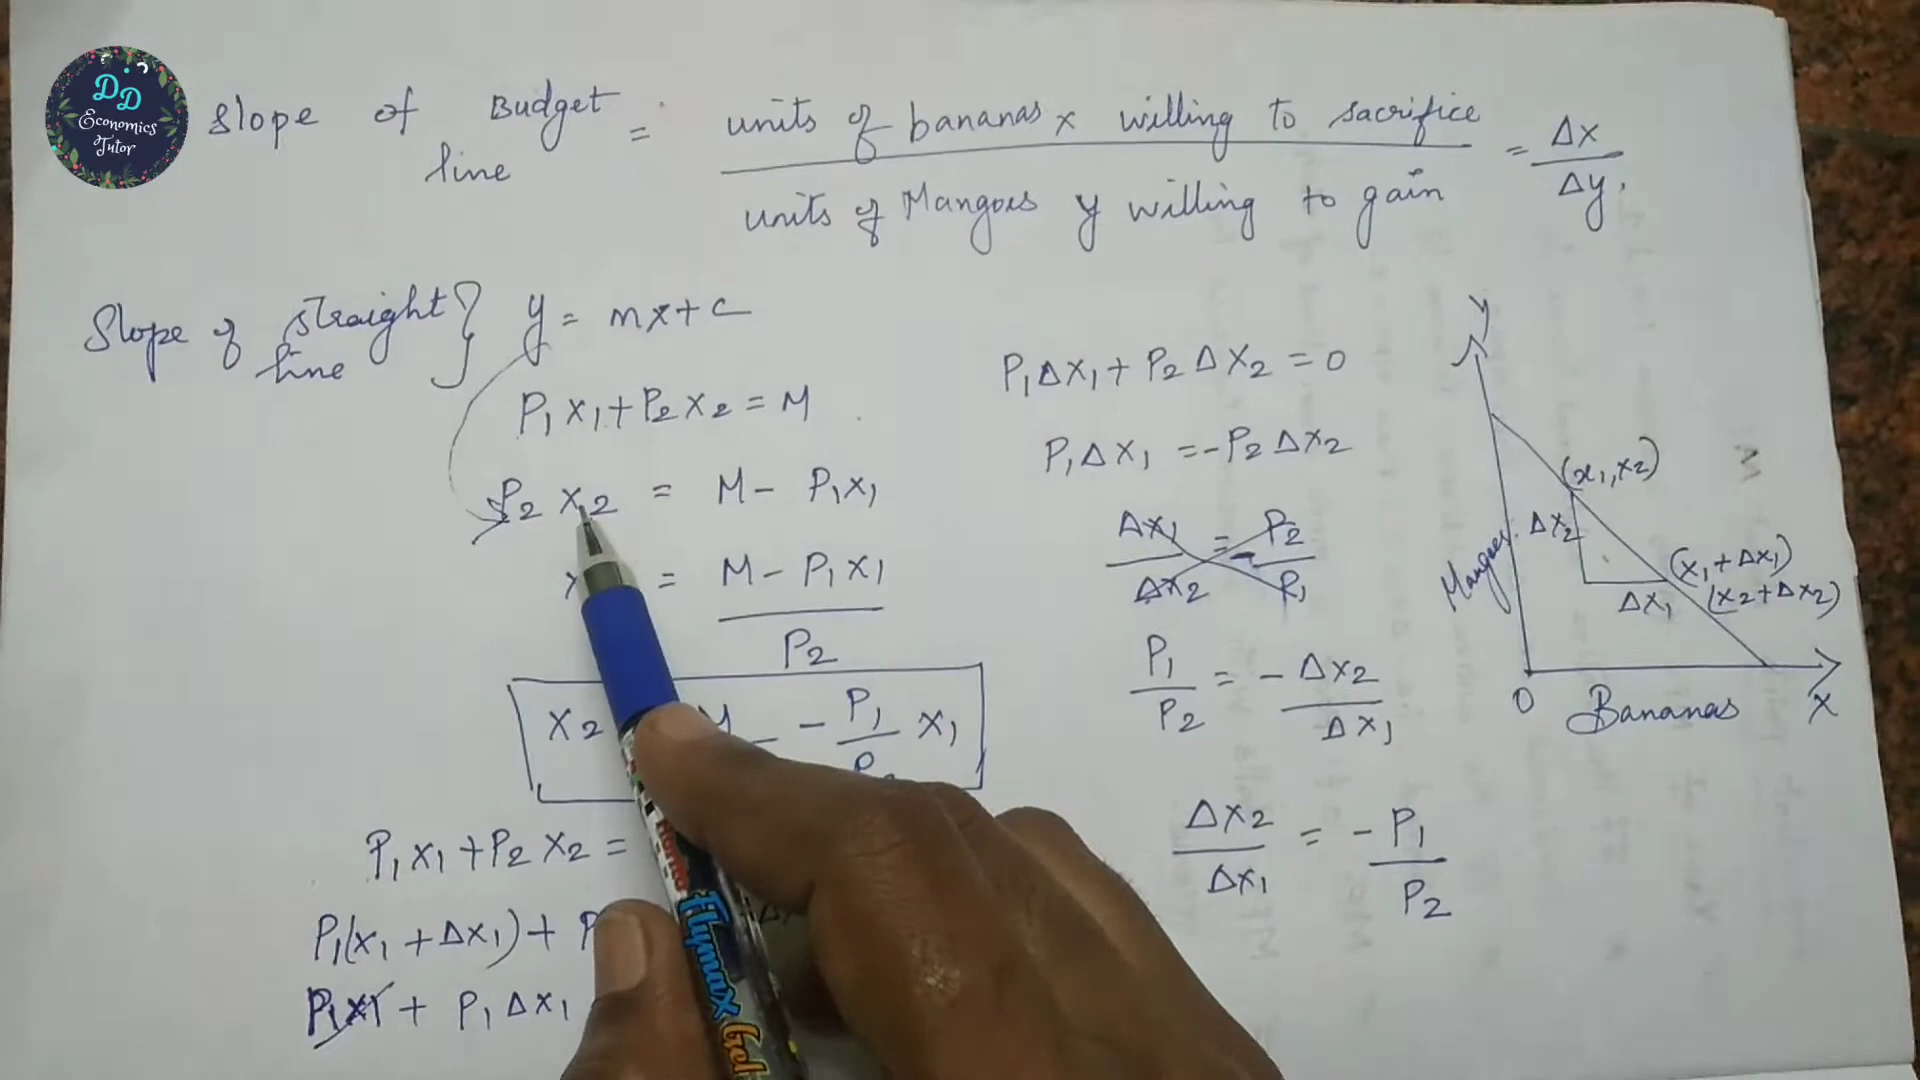 DD
Economics
Tutor
Slope of Budget line = units of bananas x willing to sacrifice / units of Mangoes y willing to gain = Δx / Δy.
Slope of straight line } y = mx + c
P₁x₁ + P₂x₂ = M
P₂x₂ = M - P₁x₁
= M - P₁x₁ / P₂
x₂ - P₁ x₁
P₁x₁ + P₂x₂ =
P₁(x₁ + Δx₁) +
P₁x₁ + P₁Δx₁
P₁Δx₁ + P₂Δx₂ = 0
P₁Δx₁ = -P₂Δx₂
Δx₁ / Δx₂ = - P₂ / P₁
P₁ / P₂ = - Δx₂ / Δx₁
Δx₂ / Δx₁ = - P₁ / P₂
y
(x₁, x₂)
Δx₂
Mangoes
(x₁ + Δx₁)
(x₂ + Δx₂)
Δx₁
0
Bananas
x
flymax Gel